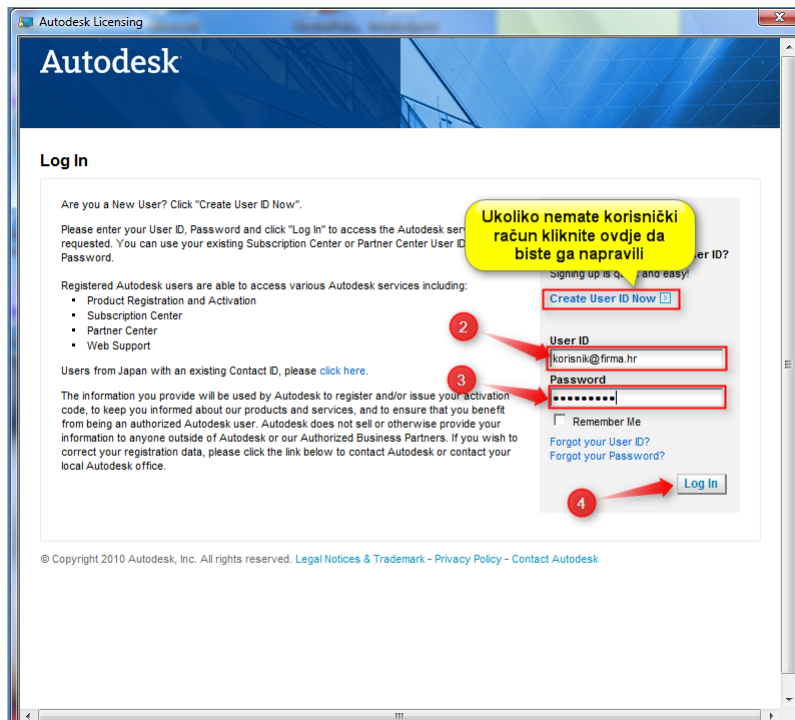 Autodesk Licensing
Autodesk
Log In
Are you a New User? Click "Create User ID Now".
Please enter your User ID, Password and click "Log In" to access the Autodesk ser
requested. You can use your existing Subscription Center or Partner Center User ID
Password.
Registered Autodesk users are able to access various Autodesk services including:
Product Registration and Activation
Subscription Center
Partner Center
Web Support
Users from Japan with an existing Contact ID, please click here.
The information you provide will be used by Autodesk to register and/or issue your activation
code, to keep you informed about our products and services, and to ensure that you benefit
from being an authorized Autodesk user. Autodesk does not sell or otherwise provide your
information to anyone outside of Autodesk or our Authorized Business Partners. If you wish to
correct your registration data, please click the link below to contact Autodesk or contact your
local Autodesk office.
Ukoliko nemate korisnički
račun kliknite ovdje da
biste ga napravili
er ID?
Signing up is and easy!
Create User ID Now
2
User ID
korisnik@firma.hr
3
Password
•••••••••
Remember Me
Forgot your User ID?
Forgot your Password?
4
Log In
© Copyright 2010 Autodesk, Inc. All rights reserved. Legal Notices & Trademark - Privacy Policy - Contact Autodesk